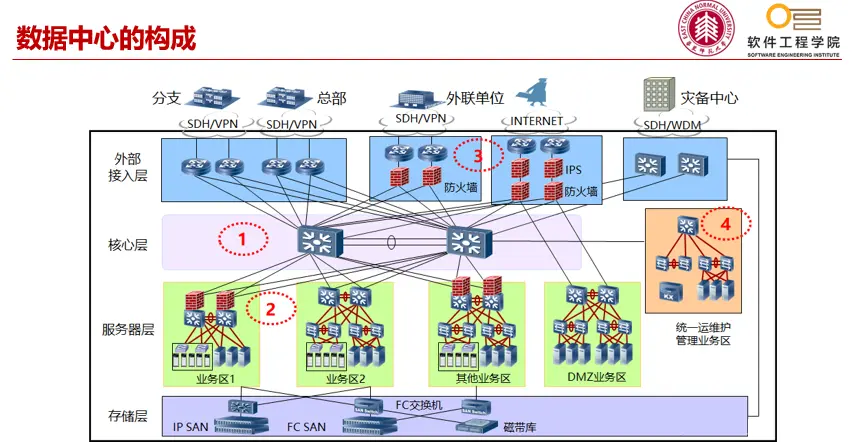 数据中心的构成
EAST CHINA NORMAL UNIVERSITY
软件工程学院
SOFTWARE ENGINEERING INSTITUTE
分支
总部
外联单位
INTERNET
灾备中心
SDH/VPN
SDH/VPN
SDH/VPN
SDH/WDM
外部
接入层
3
防火墙
IPS
防火墙
核心层
1
4
KX
统一运维护
管理业务区
服务器层
2
业务区1
业务区2
其他业务区
DMZ业务区
存储层
IP SAN
FC SAN
FC交换机
SAN Switch
SAN Switch
磁带库